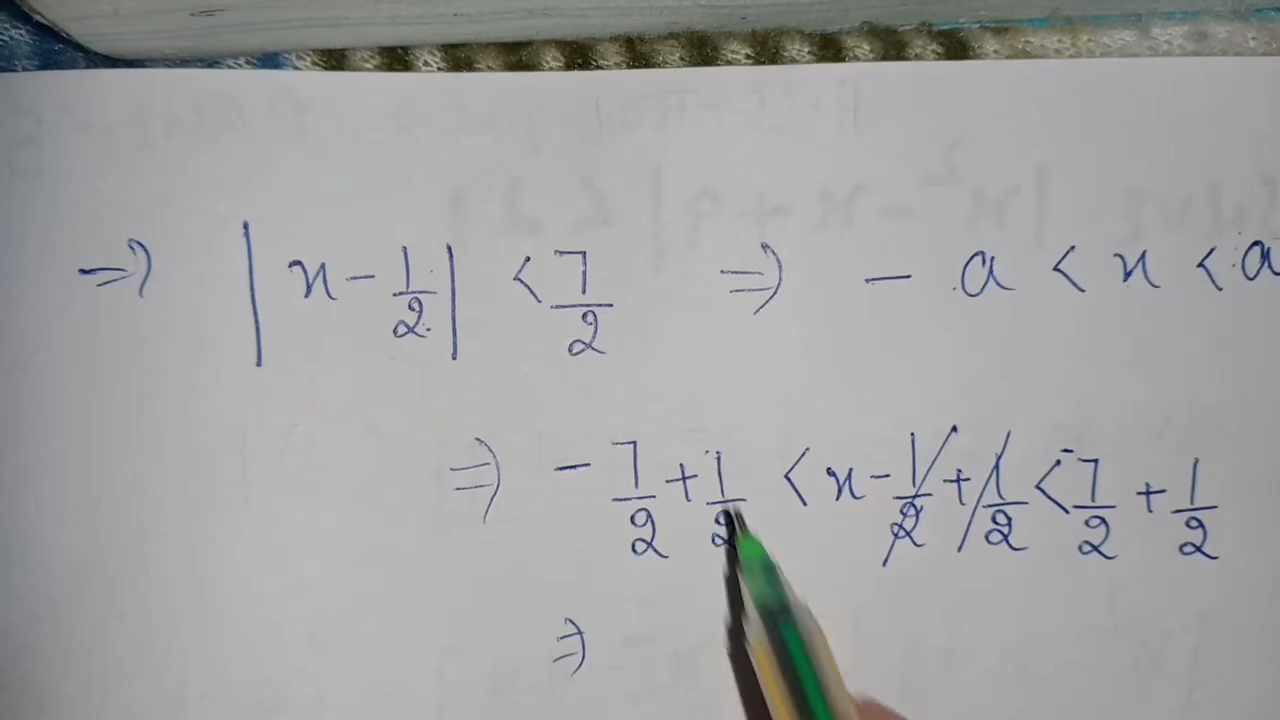 ⇒ |x - 1/2| < 7/2 ⇒ - a < x < a
⇒ - 7/2 + 1/2 < x - 1/2 + 1/2 < 7/2 + 1/2
⇒